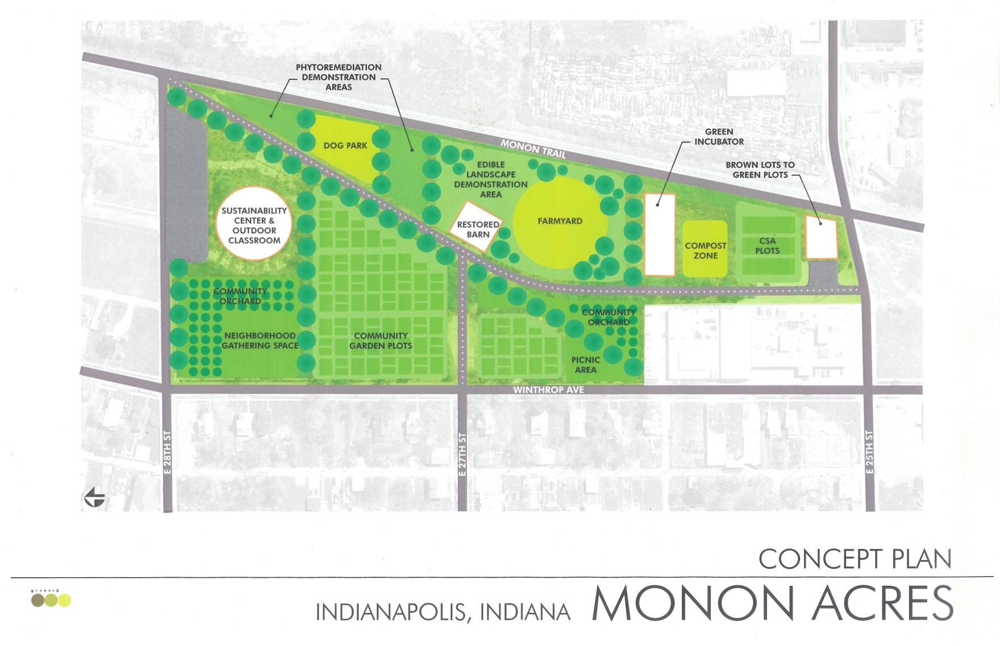 PHYTOREMEDIATION
DEMONSTRATION
AREAS
DOG PARK
MONON TRAIL
GREEN
INCUBATOR
BROWN LOTS TO
GREEN PLOTS
EDIBLE
LANDSCAPE
DEMONSTRATION
AREA
SUSTAINABILITY
CENTER &
OUTDOOR
CLASSROOM
RESTORED
BARN
FARMYARD
COMPOST
ZONE
CSA
PLOTS
COMMUNITY
ORCHARD
NEIGHBORHOOD
GATHERING SPACE
COMMUNITY
GARDEN PLOTS
COMMUNITY
ORCHARD
PICNIC
AREA
WINTHROP AVE
E 28TH ST
E 27TH ST
E 25TH ST
CONCEPT PLAN
INDIANAPOLIS, INDIANA MONON ACRES
green3